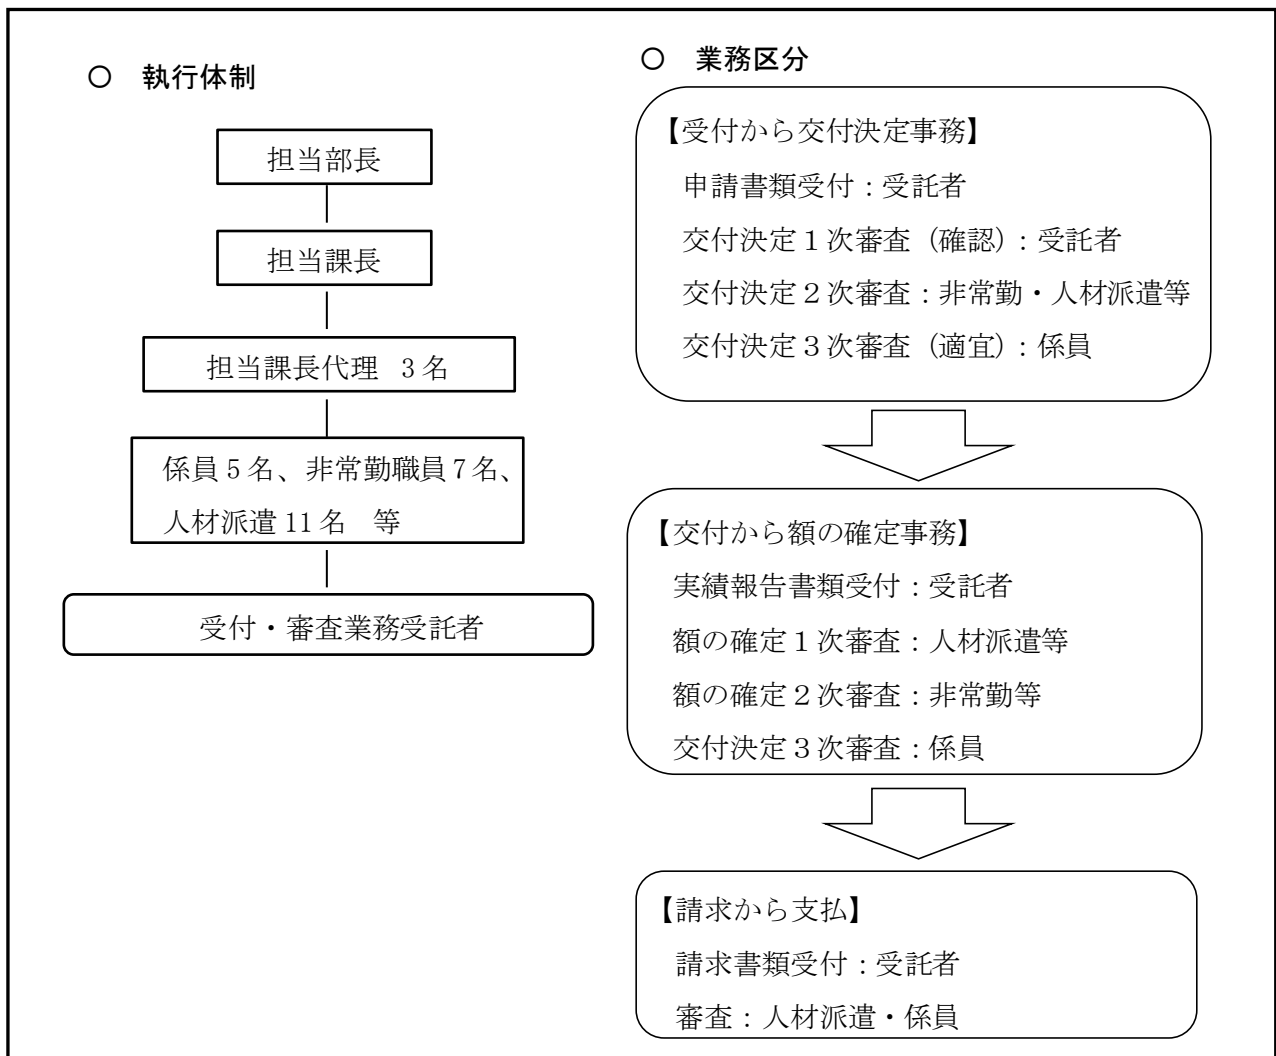 ○　執行体制
担当部長
担当課長
担当課長代理 3名
係員5名、非常勤職員7名、
人材派遣11名　等
受付・審査業務受託者
○　業務区分
【受付から交付決定事務】
申請書類受付：受託者
交付決定１次審査（確認）：受託者
交付決定２次審査：非常勤・人材派遣等
交付決定３次審査（適宜）：係員
【交付から額の確定事務】
実績報告書類受付：受託者
額の確定１次審査：人材派遣等
額の確定２次審査：非常勤等
交付決定３次審査：係員
【請求から支払】
請求書類受付：受託者
審査：人材派遣・係員